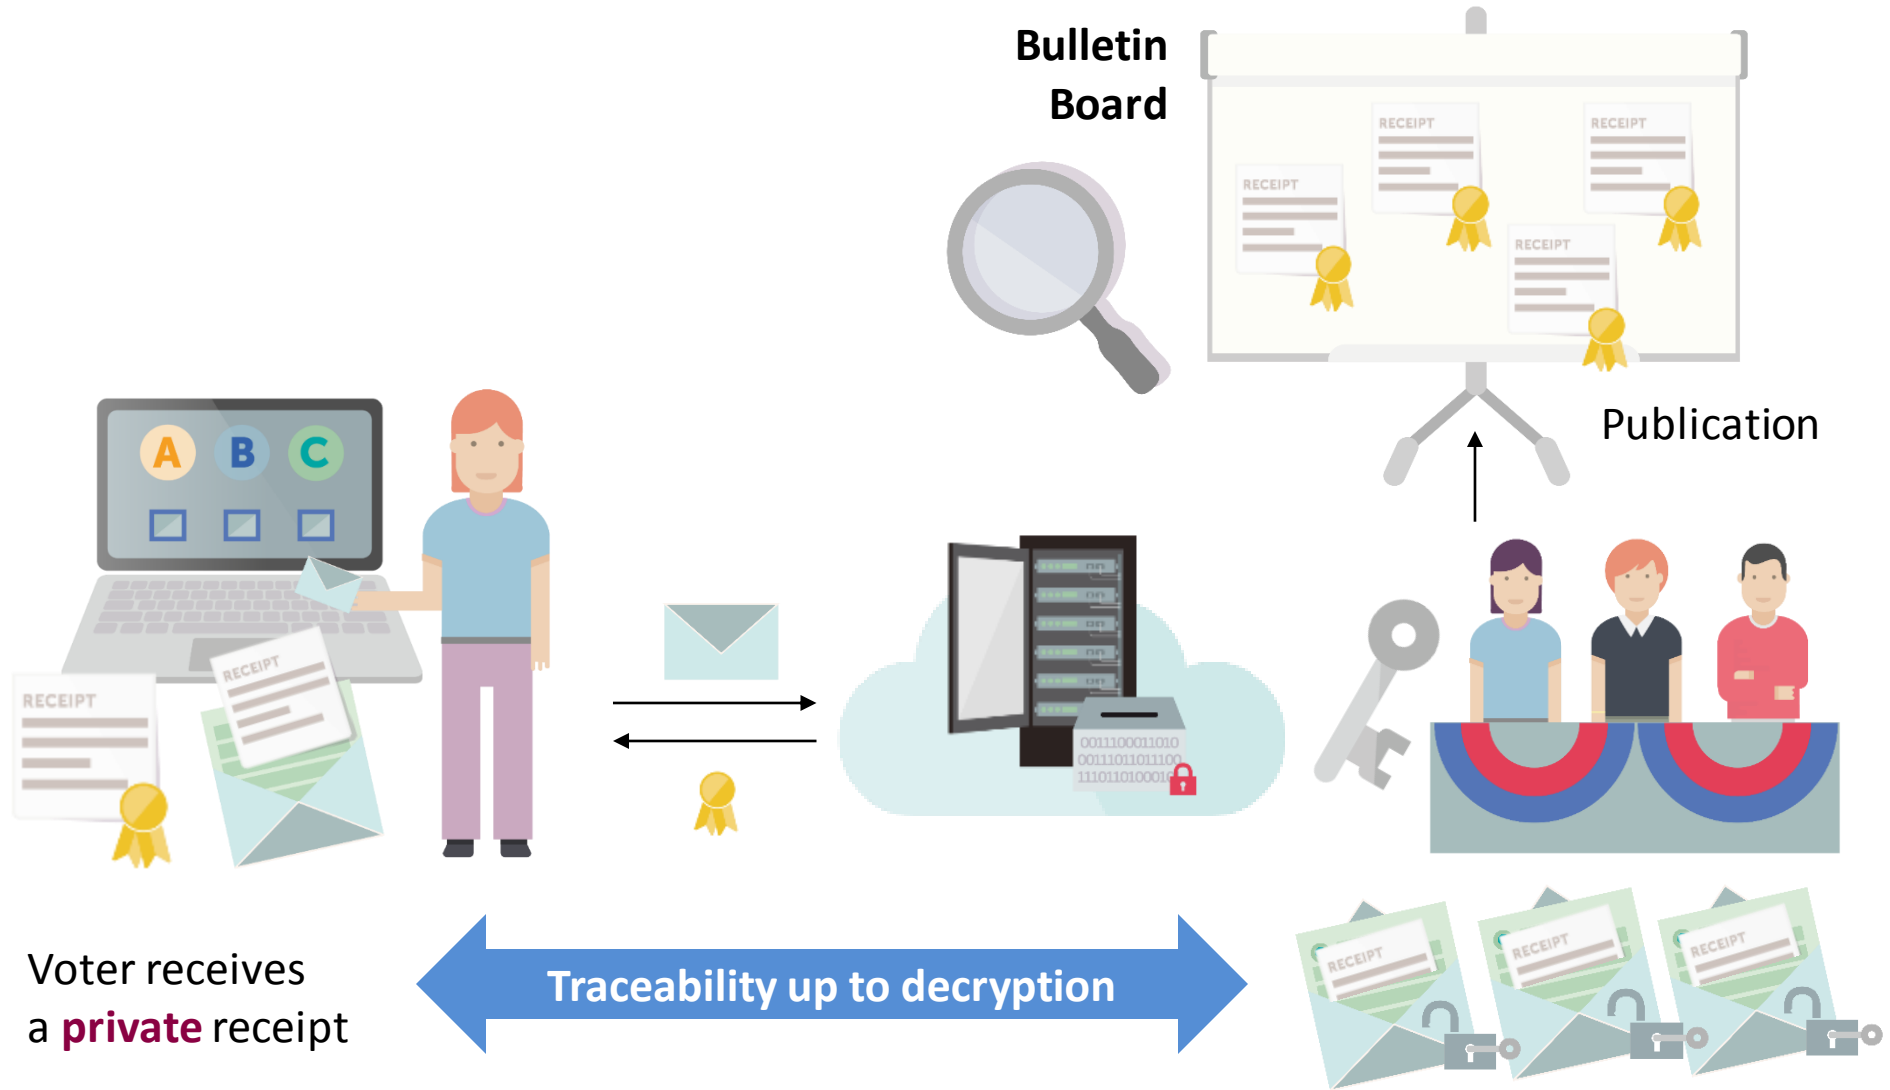 Bulletin
Board
RECEIPT
RECEIPT
RECEIPT
RECEIPT
Publication
A B C
RECEIPT
RECEIPT
0011100011010
00111011011100
Voter receives
a private receipt
Traceability up to decryption
RECEIPT
RECEIPT
RECEIPT